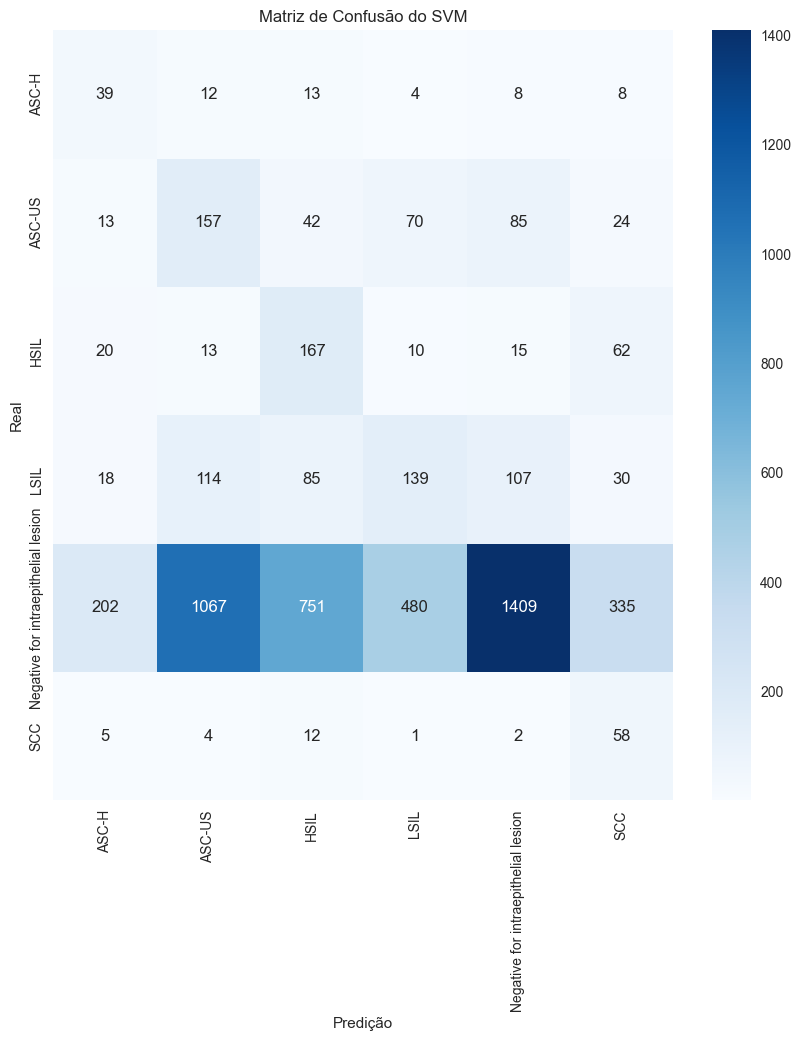 Matriz de Confusão do SVM
Real
ASC-H
39 12 13 4 8 8
ASC-US
13 157 42 70 85 24
HSIL
20 13 167 10 15 62
LSIL
18 114 85 139 107 30
Negative for intraepithelial lesion
202 1067 751 480 1409 335
SCC
5 4 12 1 2 58
ASC-H
ASC-US
HSIL
LSIL
Negative for intraepithelial lesion
SCC
Predição
1400
1200
1000
800
600
400
200